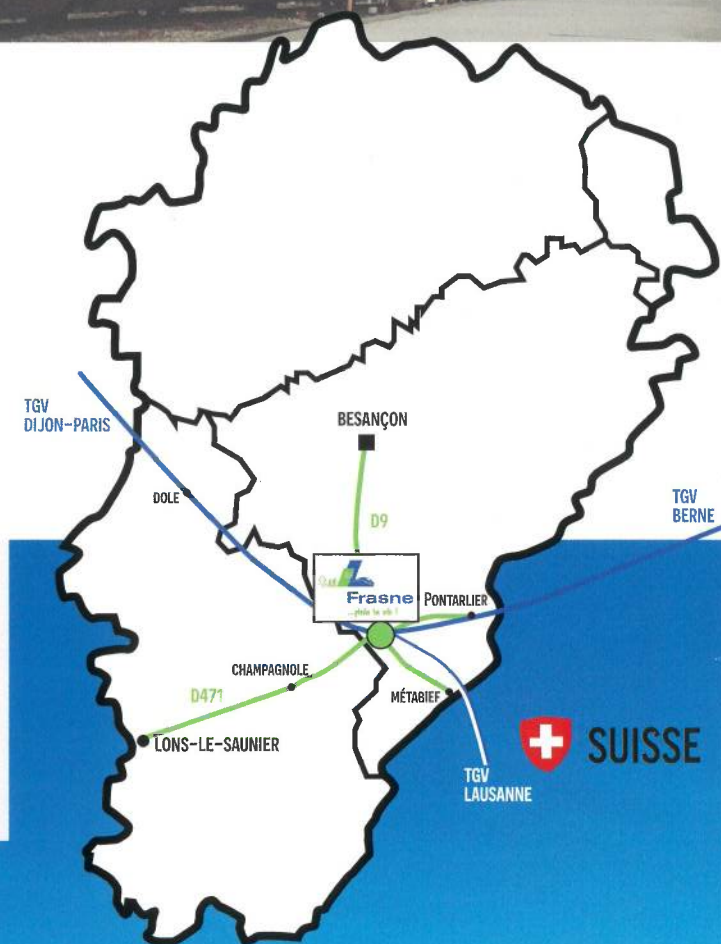 TGV
DIJON-PARIS
BESANÇON
DOLE
D9
TGV
BERNE
Frasne
PONTARLIER
CHAMPAGNOLE
D471
MÉTABIEF
LONS-LE-SAUNIER
SUISSE
TGV
LAUSANNE